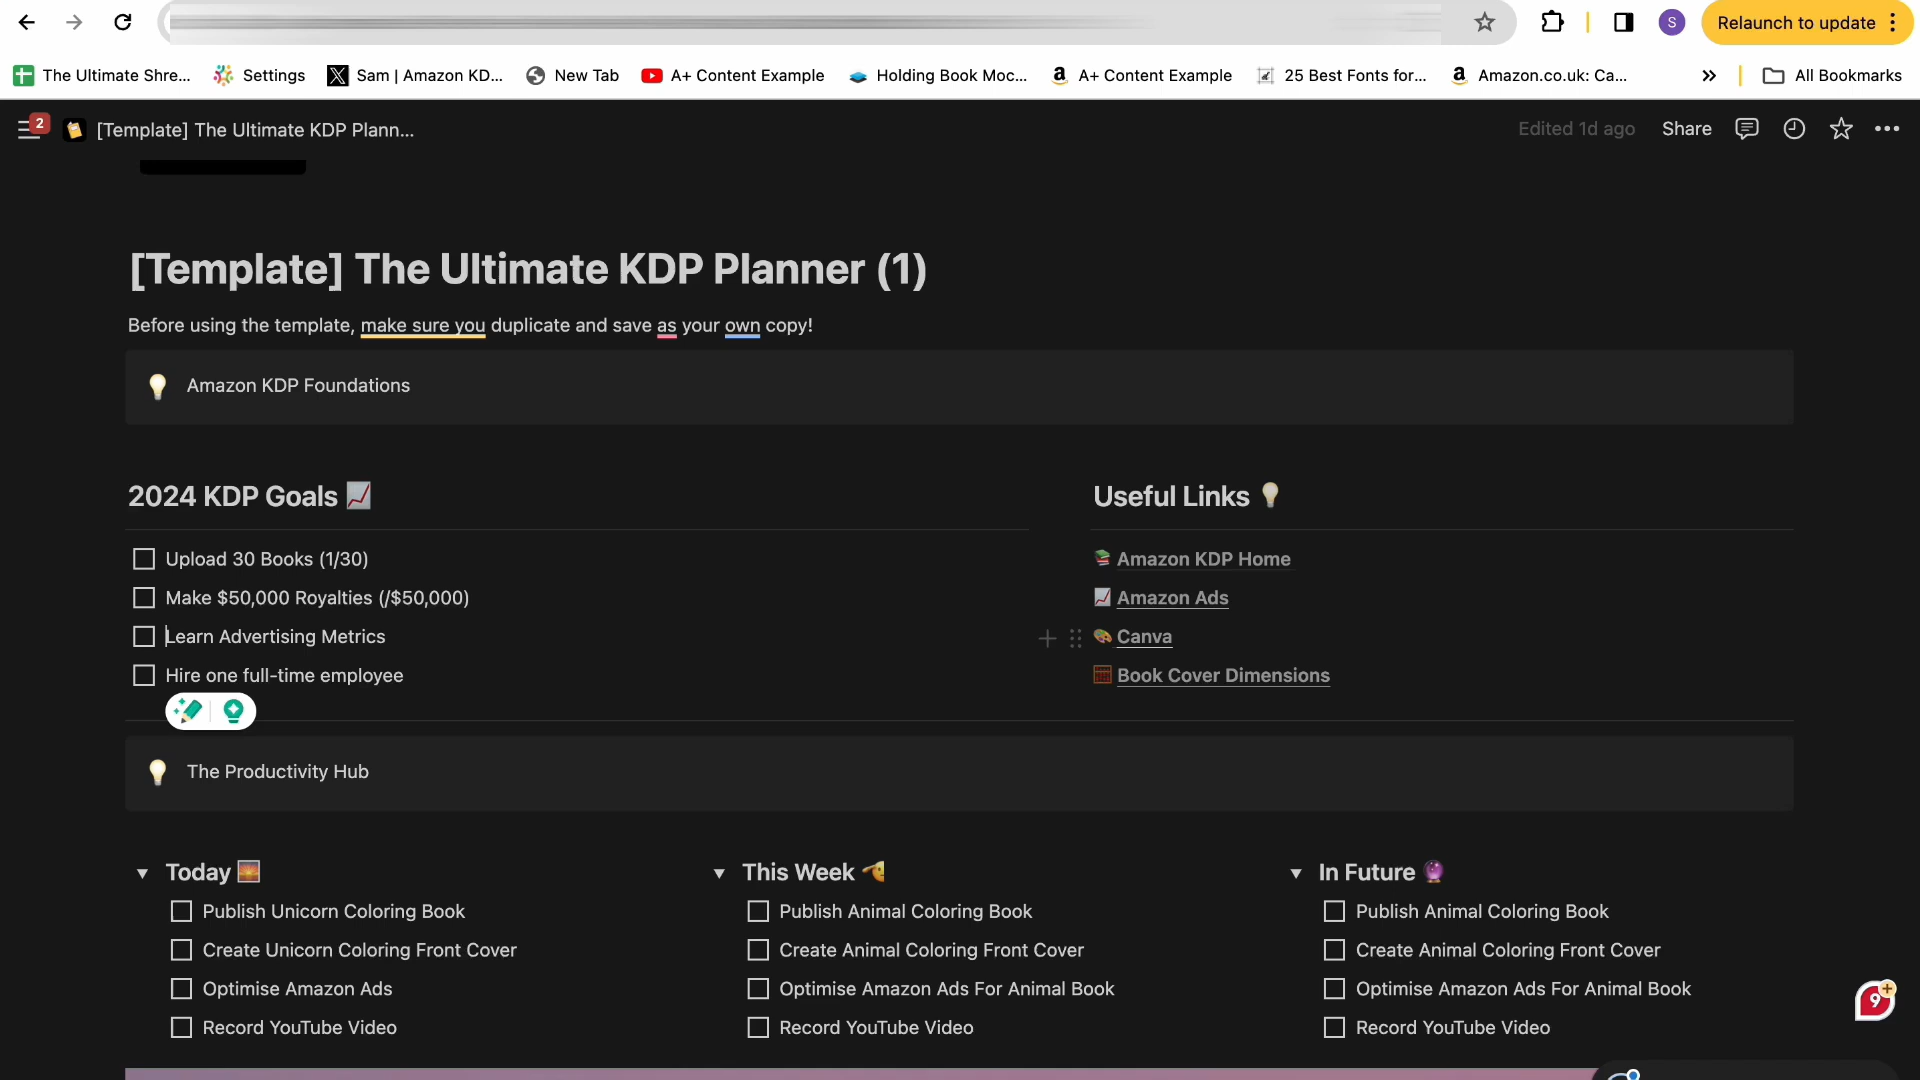 S
Relaunch to update
The Ultimate Shre...
Settings
Sam | Amazon KD...
New Tab
A+ Content Example
Holding Book Moc...
A+ Content Example
25 Best Fonts for...
Amazon.co.uk: Ca...
All Bookmarks
2
[Template] The Ultimate KDP Plann...
Edited 1d ago
Share
[Template] The Ultimate KDP Planner (1)
Before using the template, make sure you duplicate and save as your own copy!
Amazon KDP Foundations
2024 KDP Goals
Upload 30 Books (1/30)
Make $50,000 Royalties (/$50,000)
Learn Advertising Metrics
Hire one full-time employee
Useful Links
Amazon KDP Home
Amazon Ads
Canva
Book Cover Dimensions
The Productivity Hub
Today
Publish Unicorn Coloring Book
Create Unicorn Coloring Front Cover
Optimise Amazon Ads
Record YouTube Video
This Week
Publish Animal Coloring Book
Create Animal Coloring Front Cover
Optimise Amazon Ads For Animal Book
Record YouTube Video
In Future
Publish Animal Coloring Book
Create Animal Coloring Front Cover
Optimise Amazon Ads For Animal Book
Record YouTube Video
9+